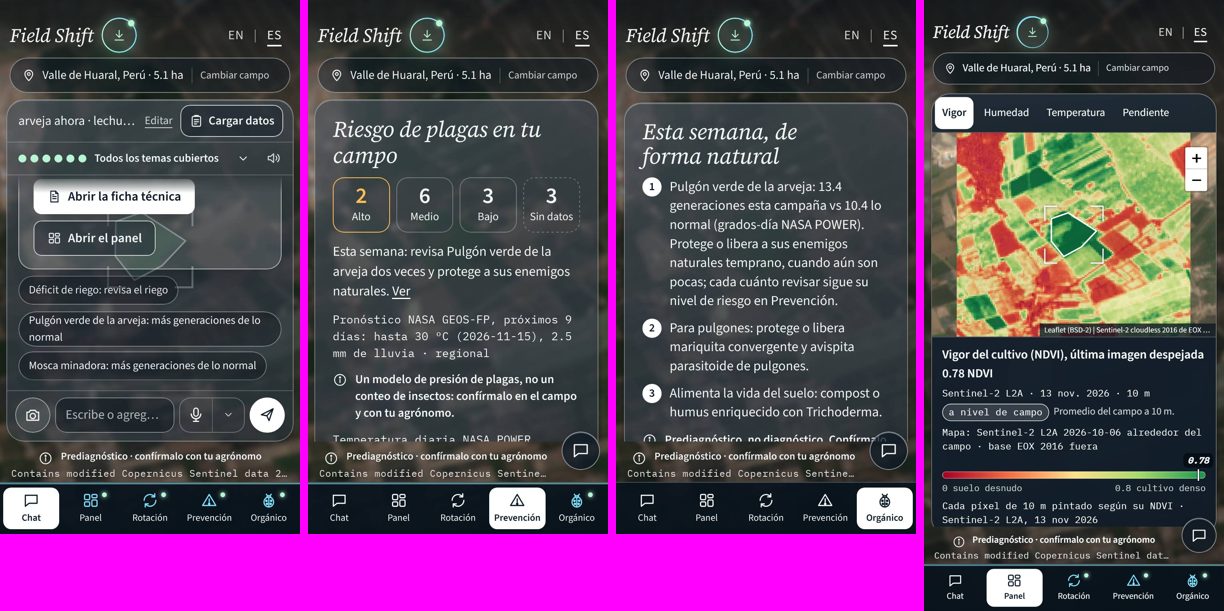 Field Shift
EN | ES
Valle de Huaral, Perú · 5.1 ha
Cambiar campo
arveja ahora · lechu…
Editar
Cargar datos
Todos los temas cubiertos
Abrir la ficha técnica
Abrir el panel
Déficit de riego: revisa el riego
Pulgón verde de la arveja: más generaciones de lo
normal
Mosca minadora: más generaciones de lo normal
Escribe o agreg…
Prediagnóstico · confírmalo con tu agrónomo
Contains modified Copernicus Sentinel data 2…
Chat
Panel
Rotación
Prevención
Orgánico
Field Shift
EN | ES
Valle de Huaral, Perú · 5.1 ha
Cambiar campo
Riesgo de plagas en tu
campo
2
Alto
6
Medio
3
Bajo
3
Sin datos
Esta semana: revisa Pulgón verde de la
arveja dos veces y protege a sus enemigos
naturales. Ver
Pronóstico NASA GEOS-FP, próximos 9
días: hasta 30 °C (2026-11-15), 2.5
mm de lluvia · regional
Un modelo de presión de plagas, no un
conteo de insectos: confírmalo en el campo
y con tu agrónomo.
Temperatura diaria NASA POWER
Prediagnóstico · confírmalo con tu agrónomo
Contains modified Copernicus Sentine…
Chat
Panel
Rotación
Prevención
Orgánico
Field Shift
EN | ES
Valle de Huaral, Perú · 5.1 ha
Cambiar campo
Esta semana, de
forma natural
1
Pulgón verde de la arveja: 13.4
generaciones esta campaña vs 10.4 lo
normal (grados-día NASA POWER).
Protege o libera a sus enemigos
naturales temprano, cuando aún son
pocas; cada cuánto revisar sigue su
nivel de riesgo en Prevención.
2
Para pulgones: protege o libera
mariquita convergente y avispita
parasitoide de pulgones.
3
Alimenta la vida del suelo: compost o
humus enriquecido con Trichoderma.
Prediagnóstico, no diagnóstico. Confírmalo
Prediagnóstico · confírmalo con tu agrónomo
Contains modified Copernicus Sentine…
Chat
Panel
Rotación
Prevención
Orgánico
Field Shift
EN | ES
Valle de Huaral, Perú · 5.1 ha
Cambiar campo
Vigor
Humedad
Temperatura
Pendiente
+
−
Leaflet (BSD-2) | Sentinel-2 cloudless 2016 de EOX …
Vigor del cultivo (NDVI), última imagen despejada
0.78 NDVI
Sentinel-2 L2A · 13 nov. 2026 · 10 m
a nivel de campo
Promedio del campo a 10 m.
Mapa: Sentinel-2 L2A 2026-10-06 alrededor del
campo · base EOX 2016 fuera
0.78
0 suelo desnudo
0.8 cultivo denso
Cada píxel de 10 m pintado según su NDVI ·
Sentinel-2 L2A, 13 nov 2026
Prediagnóstico · confírmalo con tu agrónomo
Contains modified Copernicus Sentinel dat…
Chat
Panel
Rotación
Prevención
Orgánico